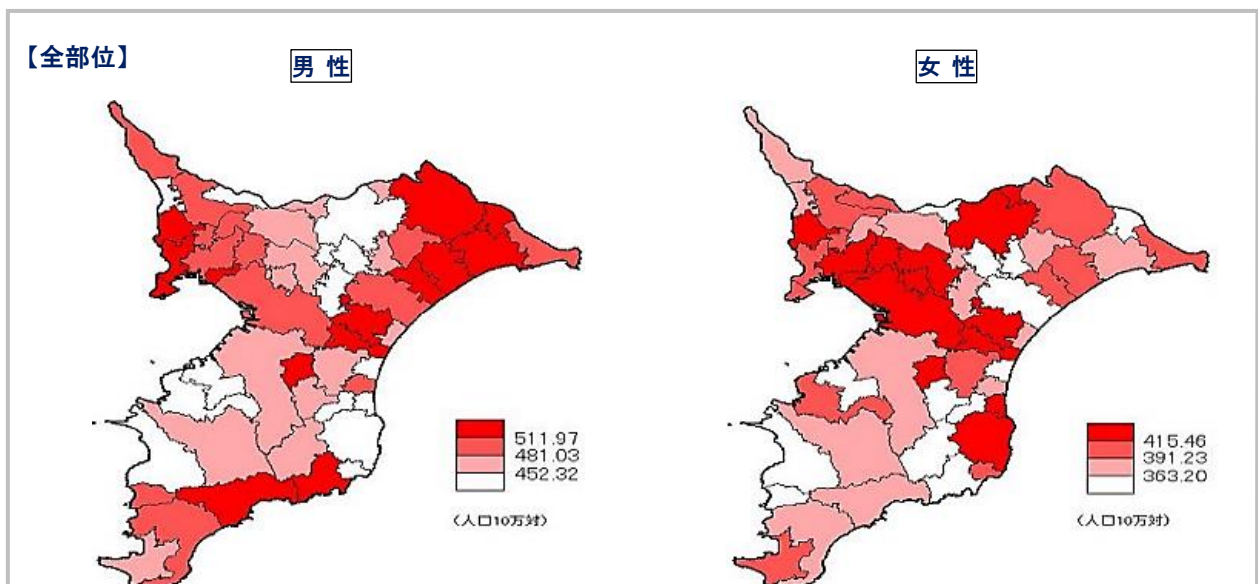 【全部位】
男 性
女 性
511.97
481.03
452.32
（人口10万対）
415.46
391.23
363.20
（人口10万対）